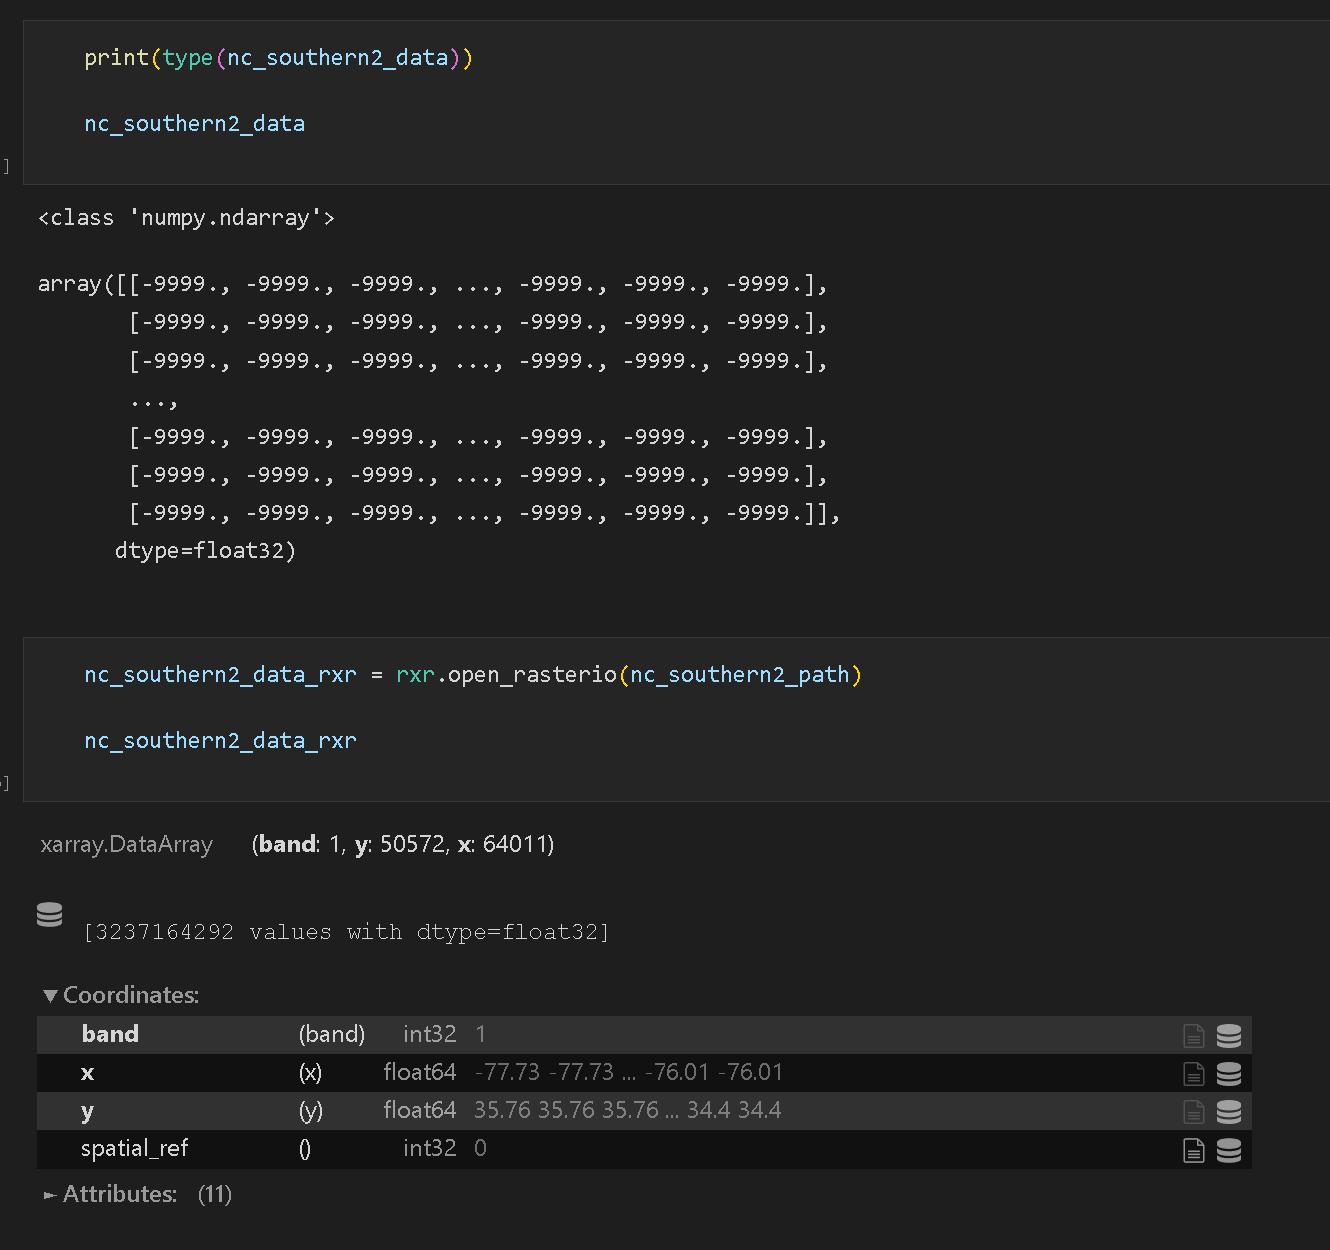 print(type(nc_southern2_data))
nc_southern2_data
]
<class 'numpy.ndarray'>
array([[-9999., -9999., -9999., ..., -9999., -9999., -9999.],
[-9999., -9999., -9999., ..., -9999., -9999., -9999.],
[-9999., -9999., -9999., ..., -9999., -9999., -9999.],
...,
[-9999., -9999., -9999., ..., -9999., -9999., -9999.],
[-9999., -9999., -9999., ..., -9999., -9999., -9999.],
[-9999., -9999., -9999., ..., -9999., -9999., -9999.]],
dtype=float32)
nc_southern2_data_rxr = rxr.open_rasterio(nc_southern2_path)
nc_southern2_data_rxr
]
xarray.DataArray (band: 1, y: 50572, x: 64011)
[3237164292 values with dtype=float32]
▼ Coordinates:
band (band) int32 1
x (x) float64 -77.73 -77.73 ... -76.01 -76.01
y (y) float64 35.76 35.76 35.76 ... 34.4 34.4
spatial_ref () int32 0
► Attributes: (11)